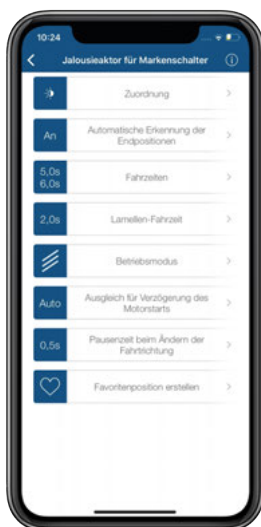 10:24
Jalousieaktor für Markenschalter
Zuordnung
An
Automatische Erkennung der
Endpositionen
5,0s
6,0s
Fahrzeiten
2,0s
Lamellen-Fahrzeit
Betriebsmodus
Auto
Ausgleich für Verzögerung des
Motorstarts
0,5s
Pausenzeit beim Ändern der
Fahrtrichtung
Favoritenposition erstellen